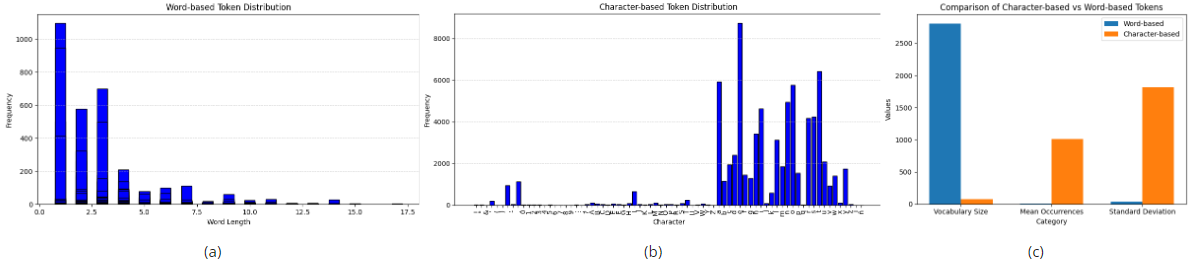 Word-based Token Distribution
Frequency
1000
800
600
400
200
0
0.0 2.5 5.0 7.5 10.0 12.5 15.0 17.5
Word Length
(a)
Character-based Token Distribution
Frequency
8000
6000
4000
2000
0
Character
(b)
Comparison of Character-based vs Word-based Tokens
Word-based
Character-based
Values
2500
2000
1500
1000
500
0
Vocabulary Size Mean Occurrences Standard Deviation
Category
(c)